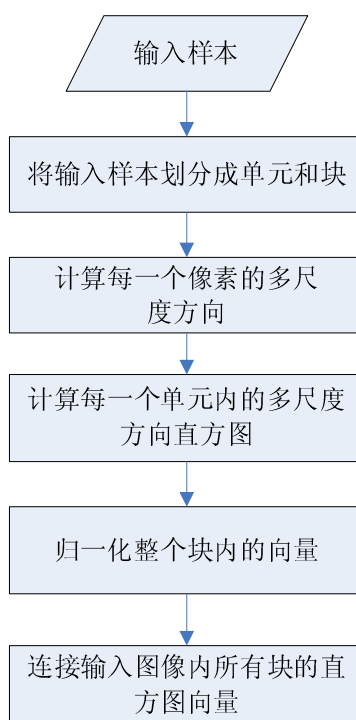 输入样本
将输入样本划分成单元和块
计算每一个像素的多尺
度方向
计算每一个单元内的多尺度
方向直方图
归一化整个块内的向量
连接输入图像内所有块的直
方图向量